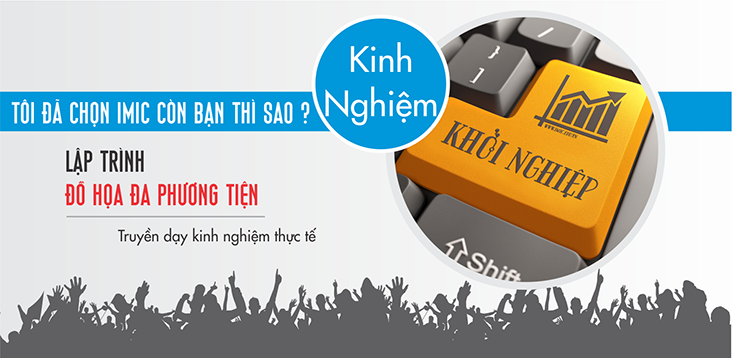 Kinh
Nghiệm
TÔI ĐÃ CHỌN IMIC CÒN BẠN THÌ SAO ?
LẬP TRÌNH
ĐỒ HỌA ĐA PHƯƠNG TIỆN
Truyền dạy kinh nghiệm thực tế
}
]
KHỞI NGHIỆP
Shift